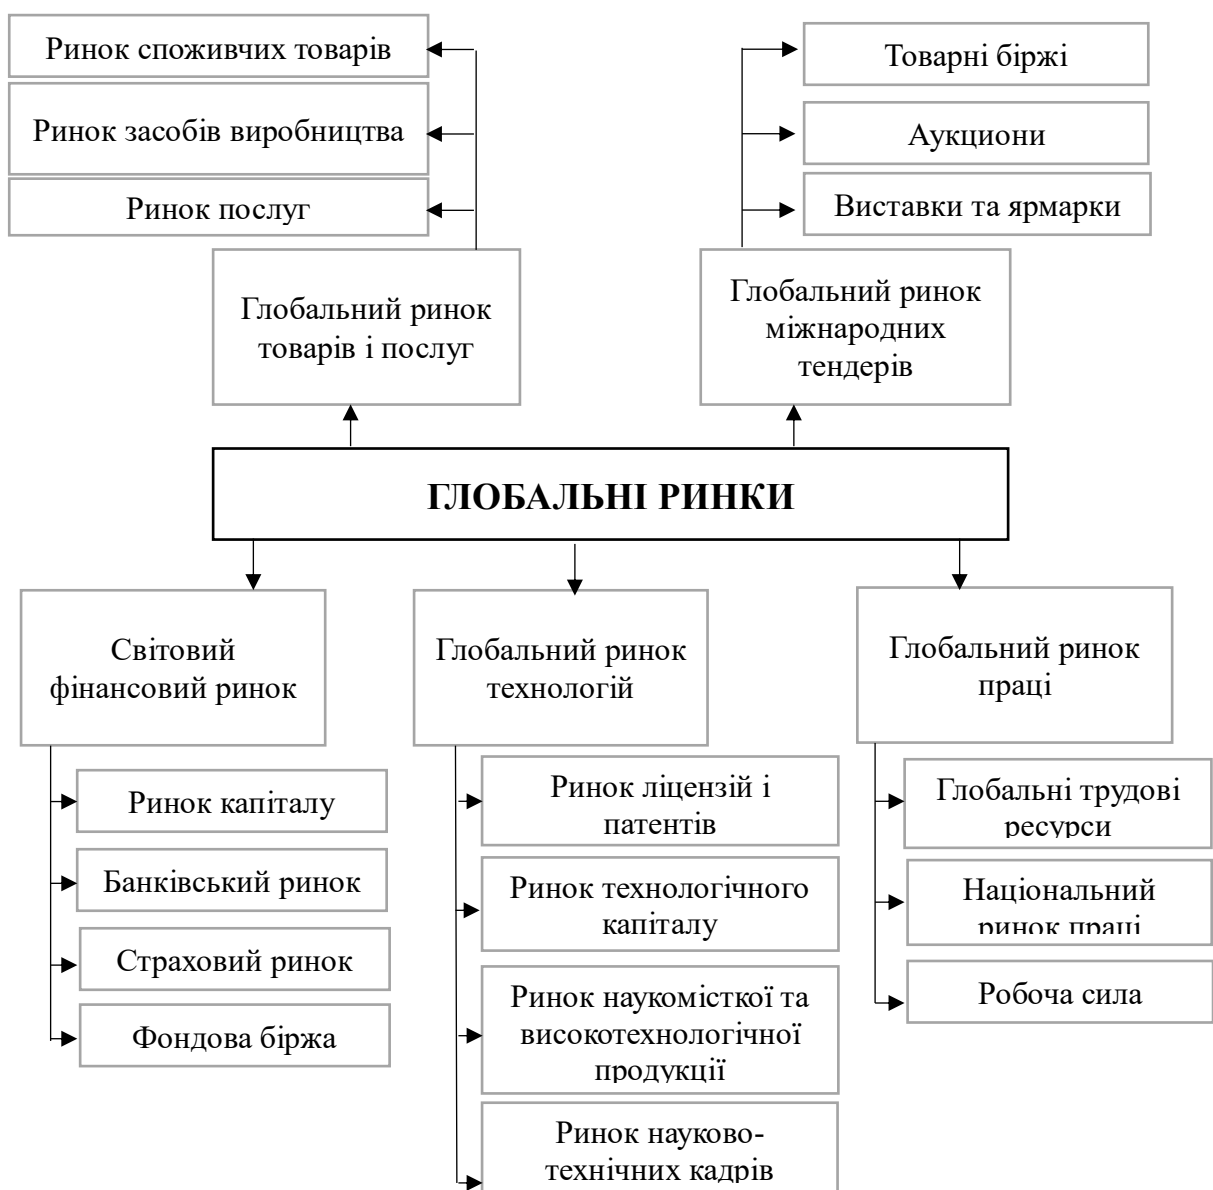 Ринок споживчих товарів
Ринок засобів виробництва
Ринок послуг
Товарні біржі
Аукциони
Виставки та ярмарки
Глобальний ринок
товарів і послуг
Глобальний ринок
міжнародних
тендерів
ГЛОБАЛЬНІ РИНКИ
Світовий
фінансовий ринок
Ринок капіталу
Банківський ринок
Страховий ринок
Фондова біржа
Глобальний ринок
технологій
Ринок ліцензій і
патентів
Ринок технологічного
капіталу
Ринок наукомісткої та
високотехнологічної
продукції
Ринок науково-
технічних кадрів
Глобальний ринок
праці
Глобальні трудові
ресурси
Національний
ринок праці
Робоча сила